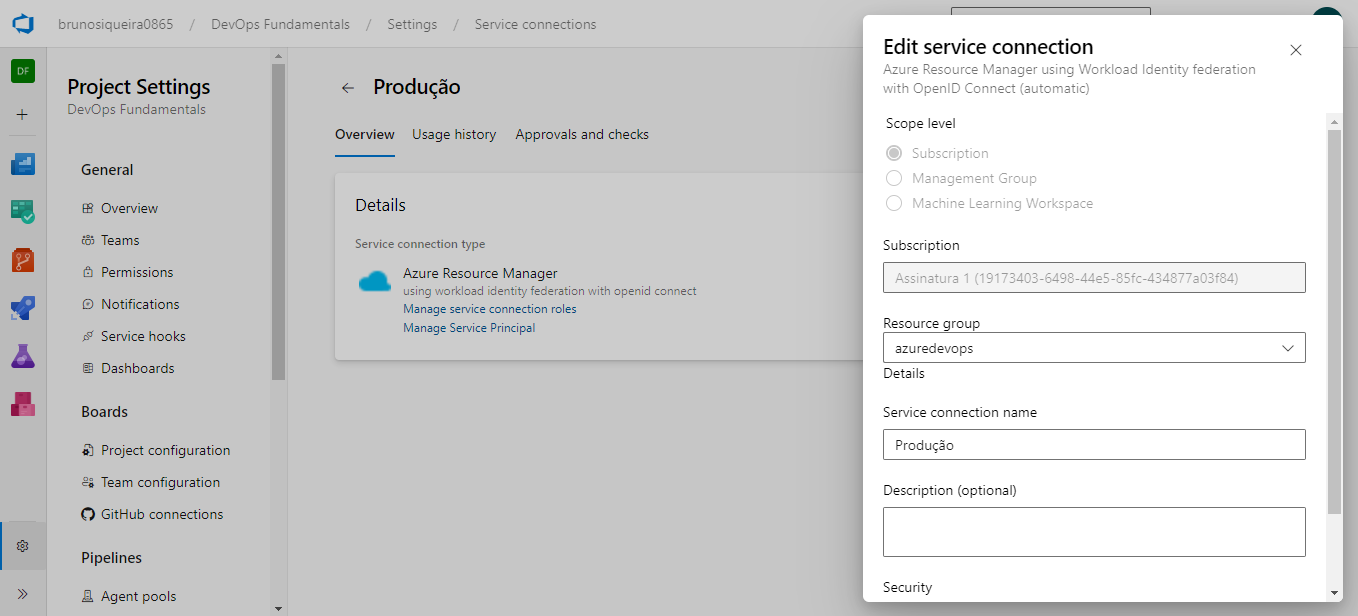 brunosiqueira0865 / DevOps Fundamentals / Settings / Service connections
DF
Project Settings
DevOps Fundamentals
General
Overview
Teams
Permissions
Notifications
Service hooks
Dashboards
Boards
Project configuration
Team configuration
GitHub connections
Pipelines
Agent pools
Produção
Overview Usage history Approvals and checks
Details
Service connection type
Azure Resource Manager
using workload identity federation with openid connect
Manage service connection roles
Manage Service Principal
Edit service connection
Azure Resource Manager using Workload Identity federation
with OpenID Connect (automatic)
Scope level
Subscription
Management Group
Machine Learning Workspace
Subscription
Assinatura 1 (19173403-6498-44e5-85fc-434877a03f84)
Resource group
azuredevops
Details
Service connection name
Produção
Description (optional)
Security